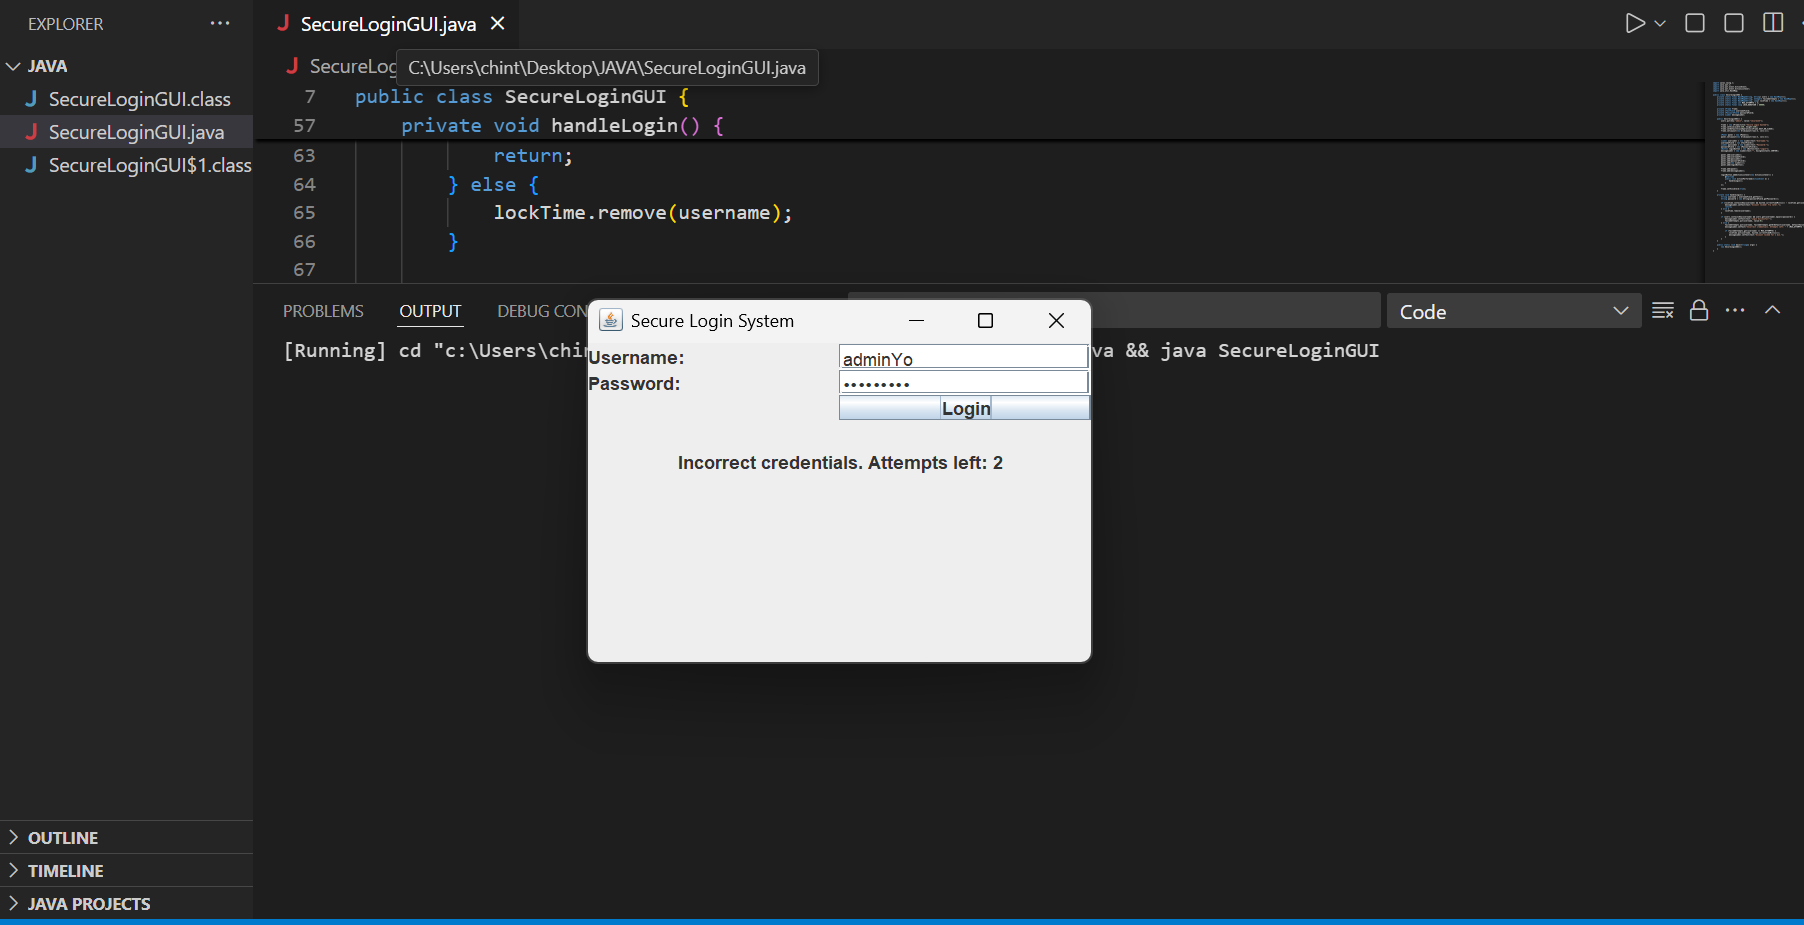 EXPLORER
JAVA
SecureLoginGUI.class
SecureLoginGUI.java
SecureLoginGUI$1.class
OUTLINE
TIMELINE
JAVA PROJECTS
SecureLoginGUI.java
SecureLog
C:\Users\chint\Desktop\JAVA\SecureLoginGUI.java
7 public class SecureLoginGUI {
57 private void handleLogin() {
63 return;
64 } else {
65 lockTime.remove(username);
66 }
67
PROBLEMS OUTPUT DEBUG CON
Code
[Running] cd "c:\Users\chin va && java SecureLoginGUI
Secure Login System
Username: adminYo
Password: •••••••••
Login
Incorrect credentials. Attempts left: 2